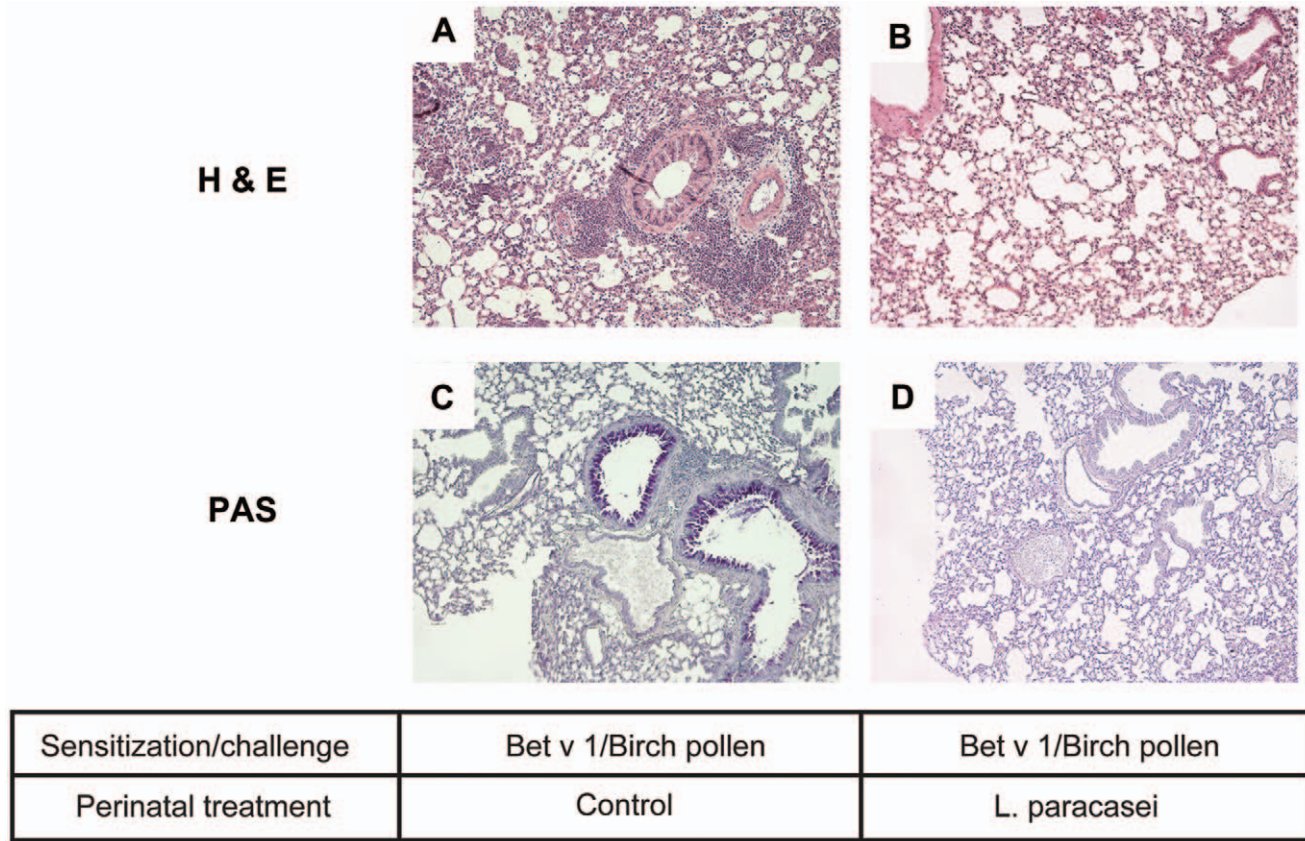 A
B
H & E
C
D
PAS
Sensitization/challenge
Bet v 1/Birch pollen
Bet v 1/Birch pollen
Perinatal treatment
Control
L. paracasei